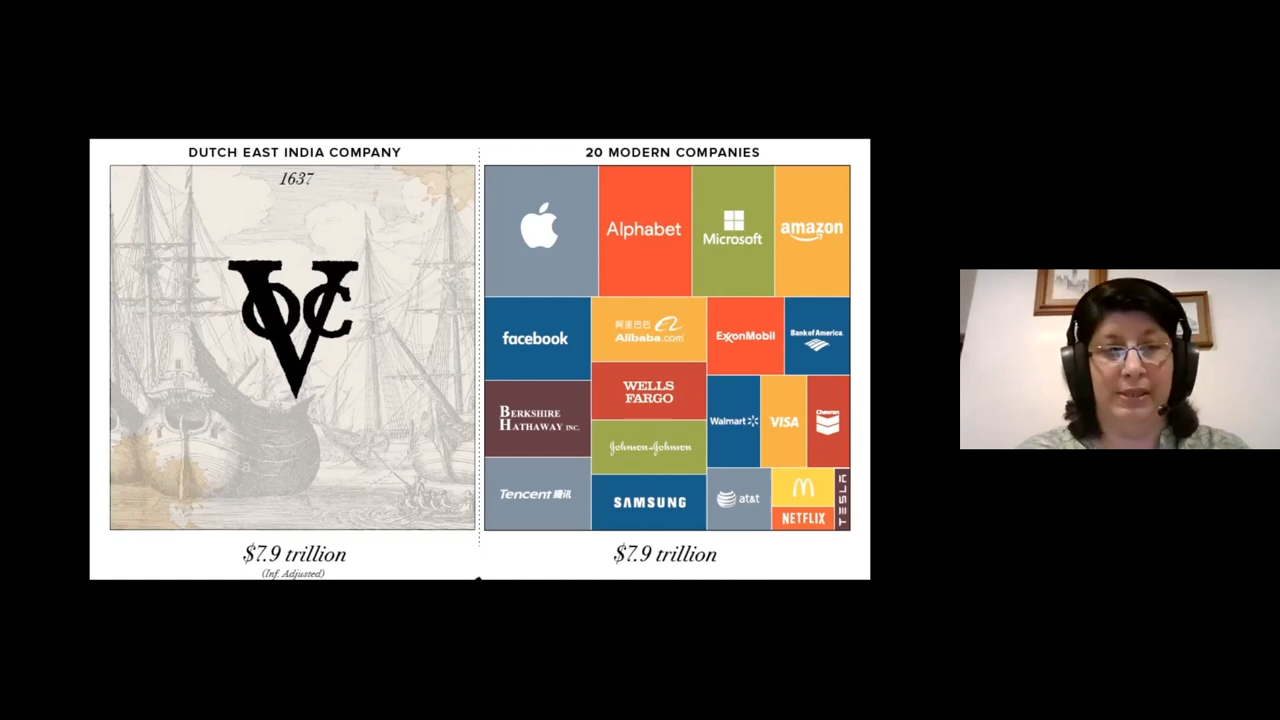 DUTCH EAST INDIA COMPANY
1637
VOC
$7.9 trillion
(Inf. Adjusted)
20 MODERN COMPANIES
Alphabet
Microsoft
amazon
facebook
阿里巴巴
Alibaba.com
ExxonMobil
Bank of America
BERKSHIRE
HATHAWAY INC.
WELLS
FARGO
Johnson&Johnson
Walmart
VISA
Chevron
Tencent 腾讯
SAMSUNG
at&t
NETFLIX
TESLA
$7.9 trillion